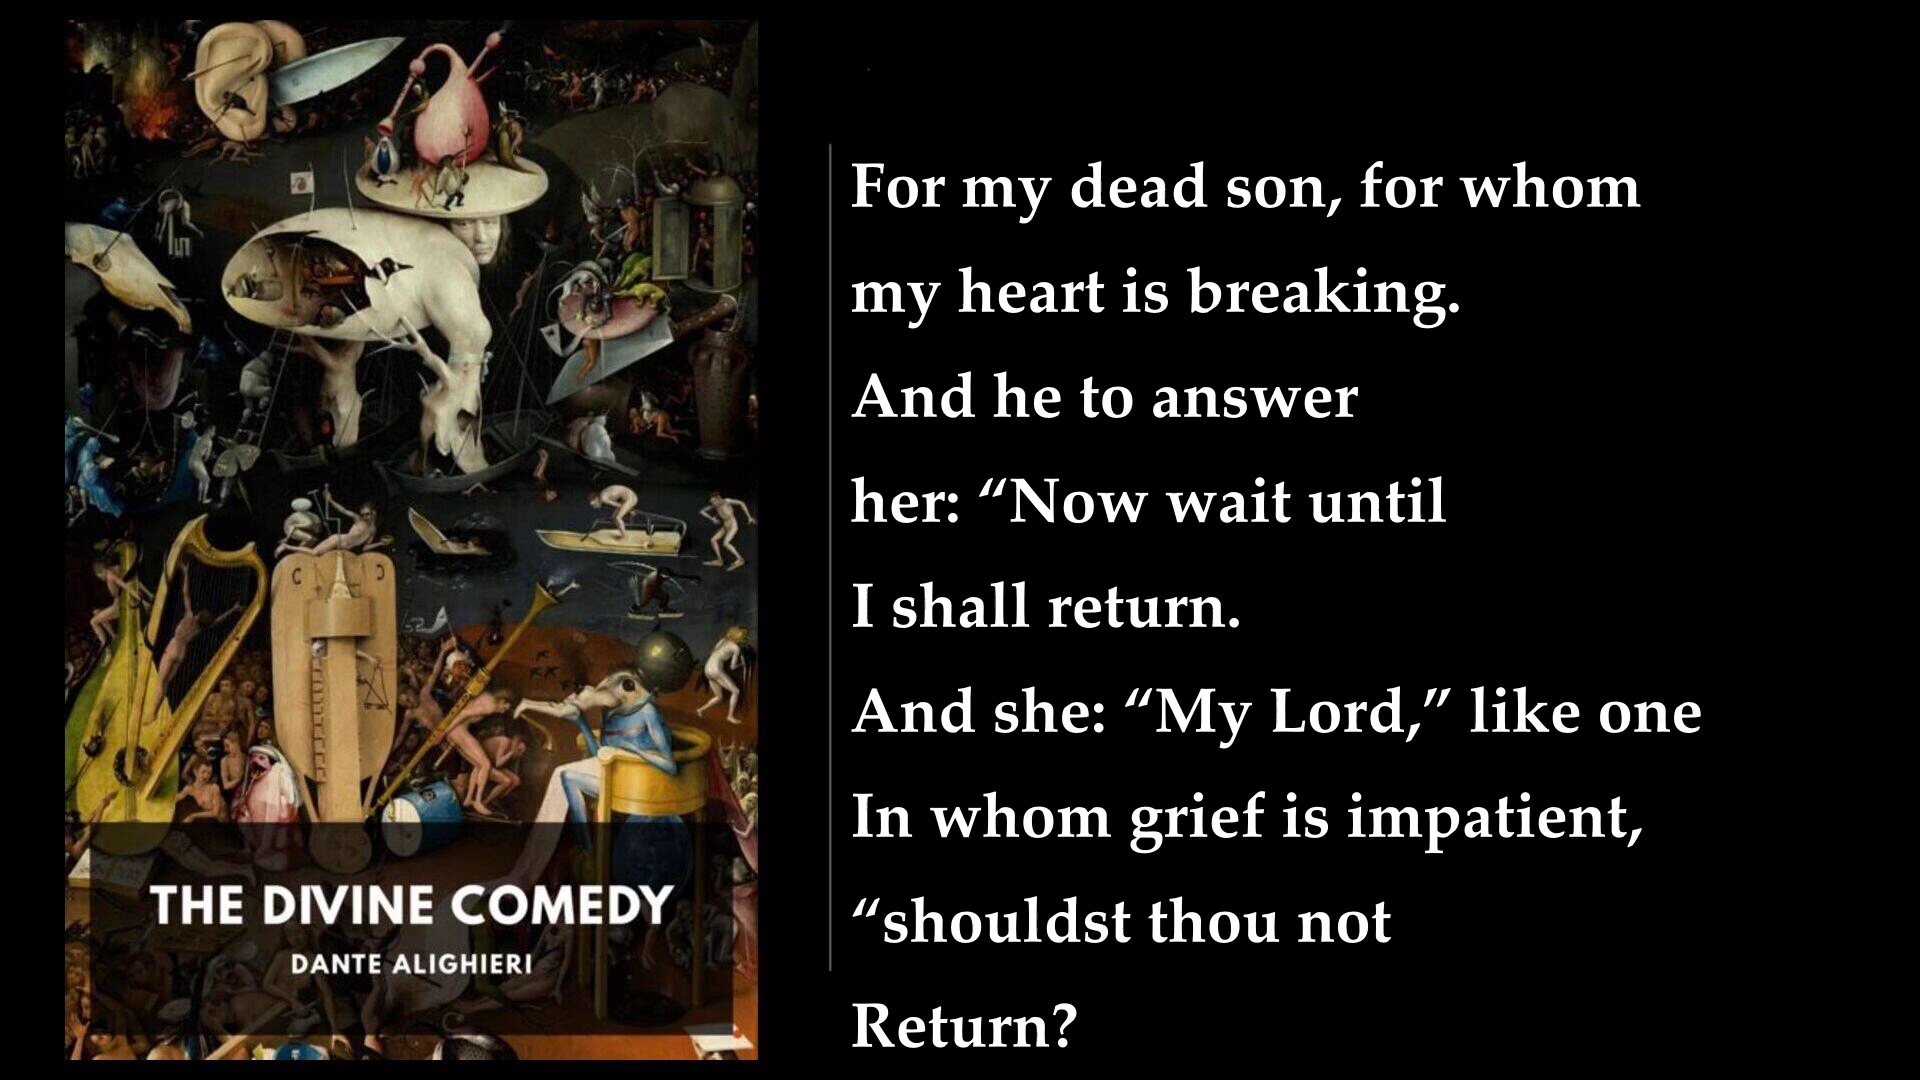 For my dead son, for whom
my heart is breaking.
And he to answer
her: “Now wait until
I shall return.
And she: “My Lord,” like one
In whom grief is impatient,
“shouldst thou not
Return?
THE DIVINE COMEDY
DANTE ALIGHIERI